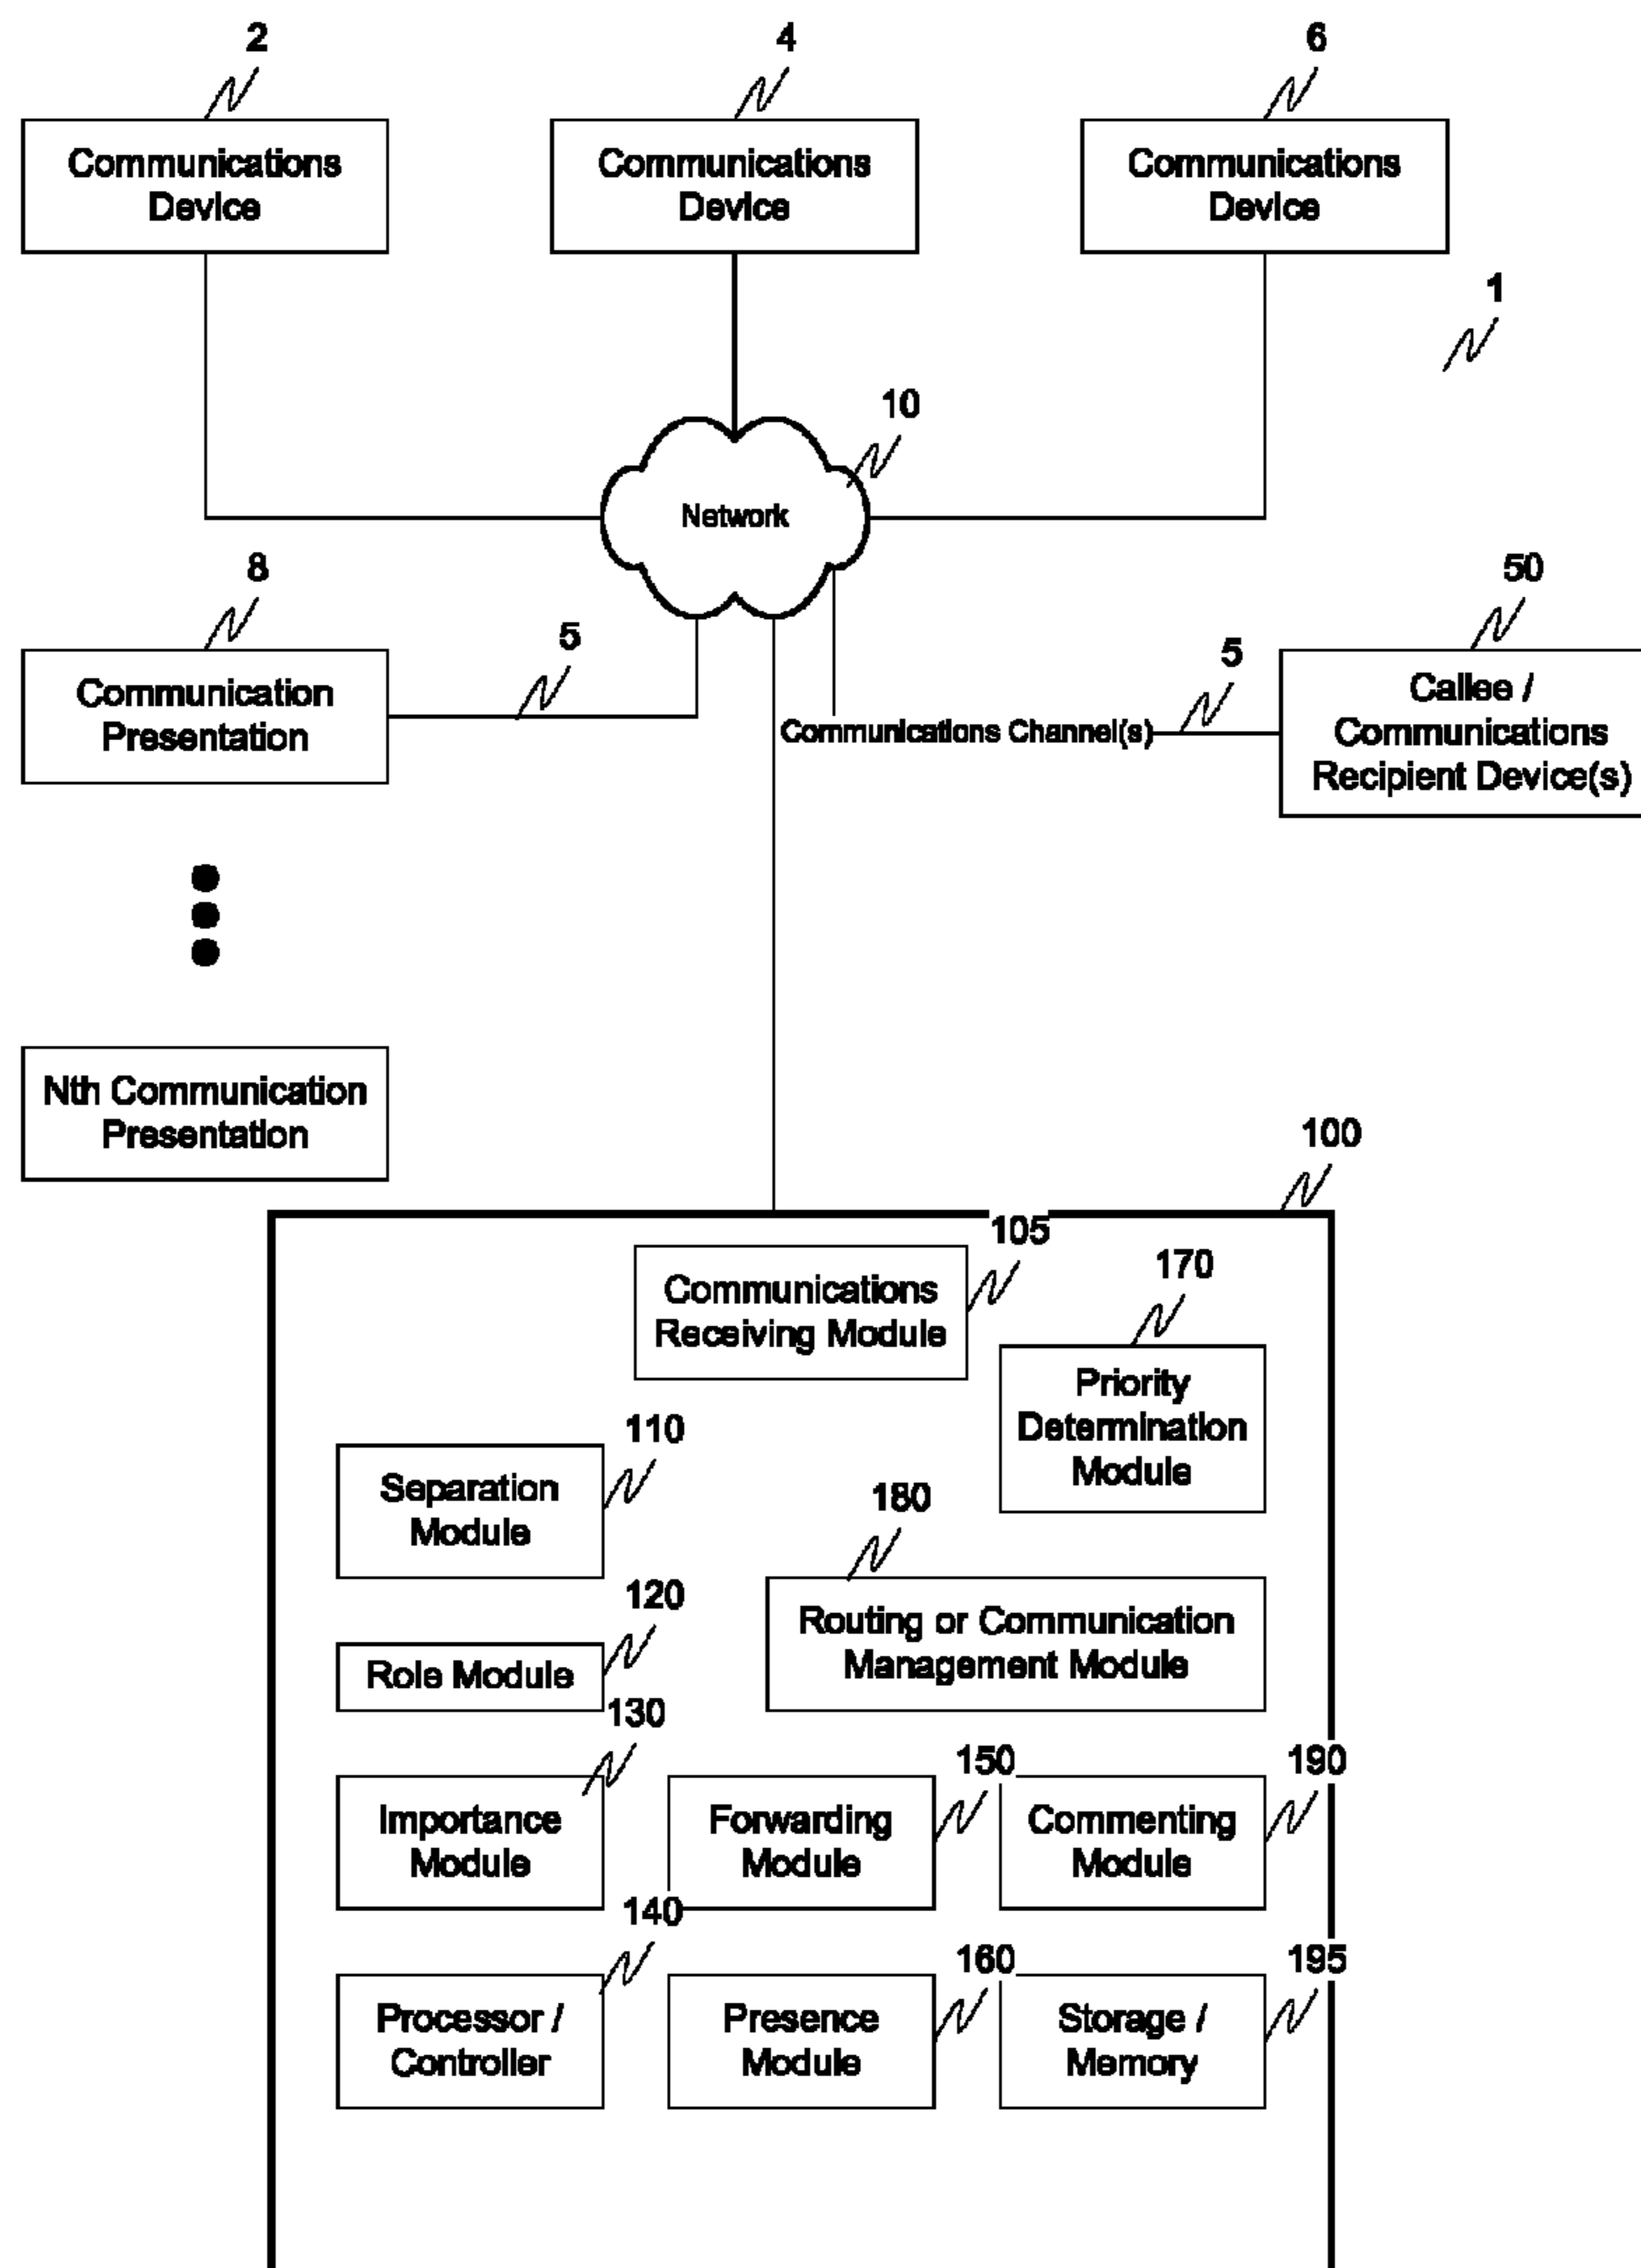 2
4
6
Communications
Device
Communications
Device
Communications
Device
1
10
Network
8
50
5
5
Communication
Presentation
Communications Channel(s)
Callee /
Communications
Recipient Device(s)
Nth Communication
Presentation
100
105
Communications
Receiving Module
170
Priority
Determination
Module
110
Separation
Module
180
Routing or Communication
Management Module
120
Role Module
130
Importance
Module
150
Forwarding
Module
190
Commenting
Module
140
Processor /
Controller
160
Presence
Module
195
Storage /
Memory